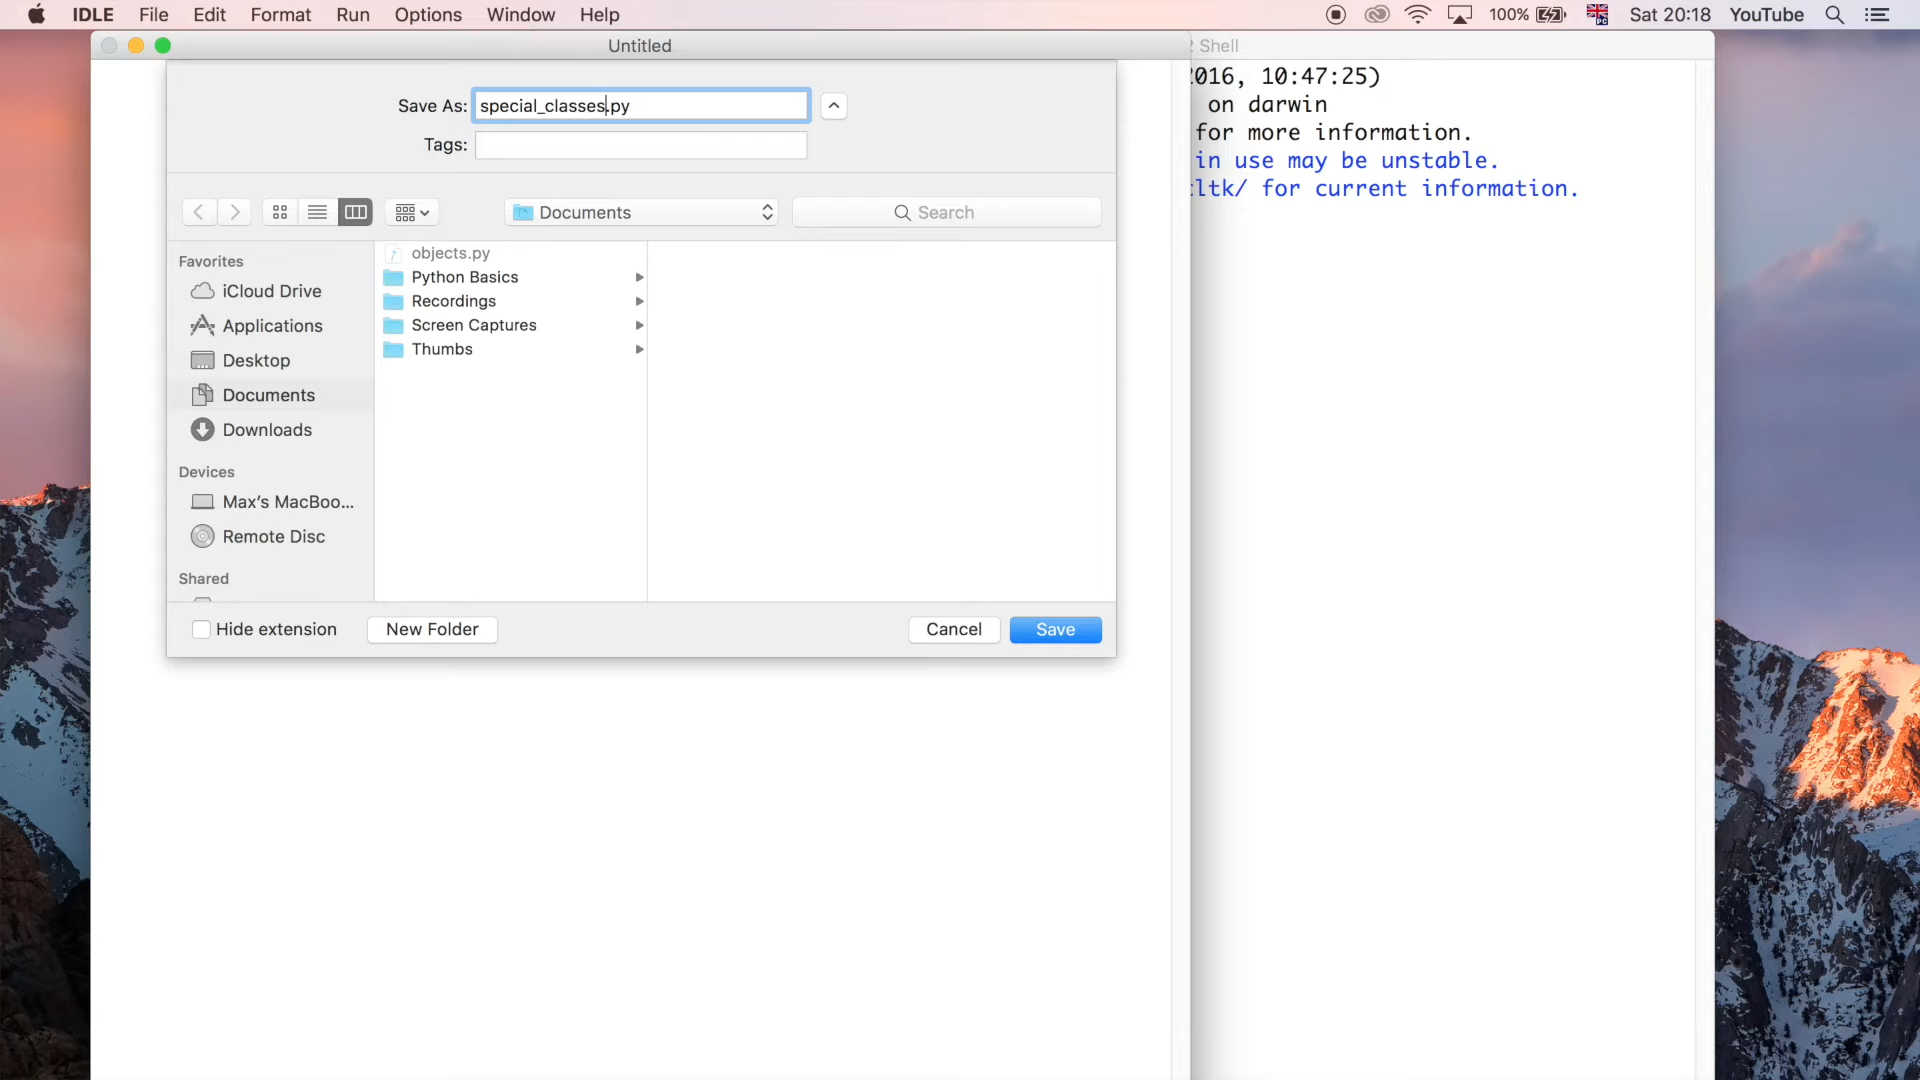 IDLE File Edit Format Run Options Window Help 100% Sat 20:18 YouTube
Untitled
Shell
Save As: special_classes.py
Tags:
2016, 10:47:25)
on darwin
for more information.
in use may be unstable.
cltk/ for current information.
Documents
Search
Favorites
iCloud Drive
Applications
Desktop
Documents
Downloads
Devices
Max's MacBoo...
Remote Disc
Shared
objects.py
Python Basics
Recordings
Screen Captures
Thumbs
Hide extension
New Folder
Cancel
Save